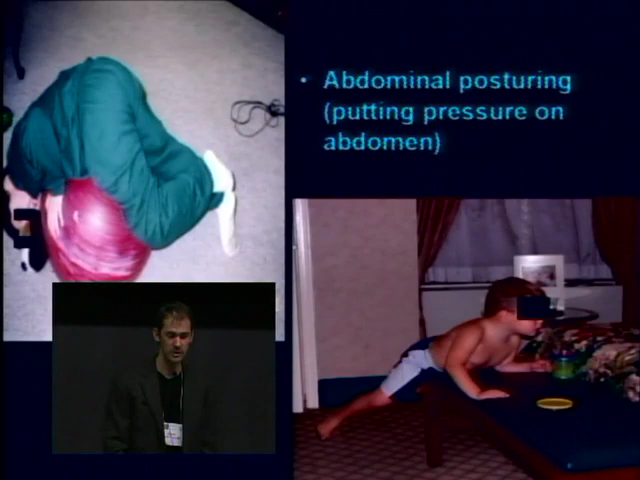 • Abdominal posturing
(putting pressure on
abdomen)